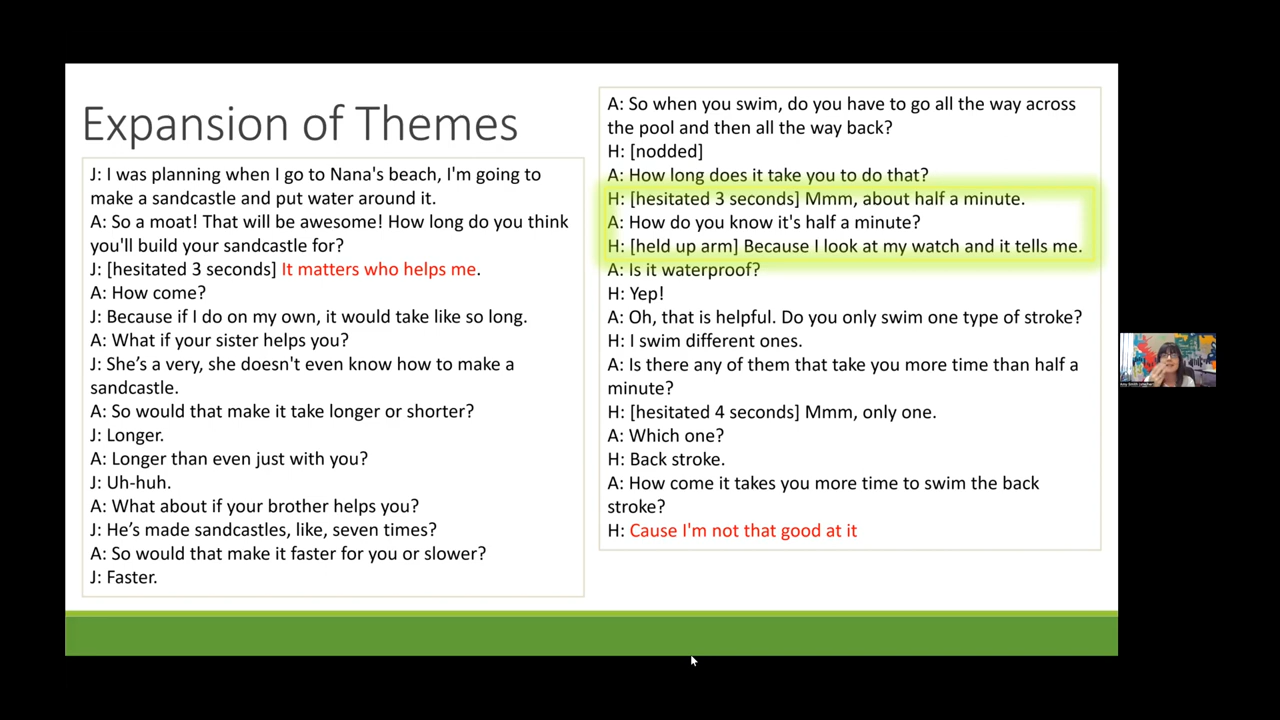 Expansion of Themes
J: I was planning when I go to Nana's beach, I'm going to
make a sandcastle and put water around it.
A: So a moat! That will be awesome! How long do you think
you'll build your sandcastle for?
J: [hesitated 3 seconds] It matters who helps me.
A: How come?
J: Because if I do on my own, it would take like so long.
A: What if your sister helps you?
J: She’s a very, she doesn't even know how to make a
sandcastle.
A: So would that make it take longer or shorter?
J: Longer.
A: Longer than even just with you?
J: Uh-huh.
A: What about if your brother helps you?
J: He’s made sandcastles, like, seven times?
A: So would that make it faster for you or slower?
J: Faster.
A: So when you swim, do you have to go all the way across
the pool and then all the way back?
H: [nodded]
A: How long does it take you to do that?
H: [hesitated 3 seconds] Mmm, about half a minute.
A: How do you know it's half a minute?
H: [held up arm] Because I look at my watch and it tells me.
A: Is it waterproof?
H: Yep!
A: Oh, that is helpful. Do you only swim one type of stroke?
H: I swim different ones.
A: Is there any of them that take you more time than half a
minute?
H: [hesitated 4 seconds] Mmm, only one.
A: Which one?
H: Back stroke.
A: How come it takes you more time to swim the back
stroke?
H: Cause I'm not that good at it